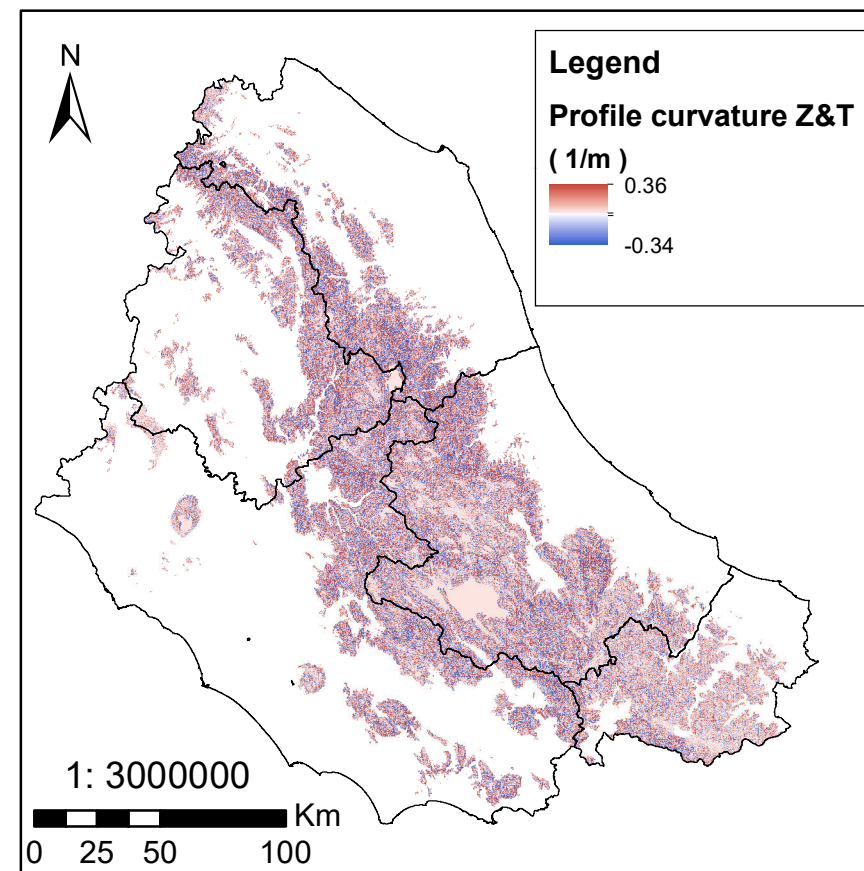 N
Legend
Profile curvature Z&T
( 1/m )
0.36
-0.34
1: 3000000
Km
0 25 50 100